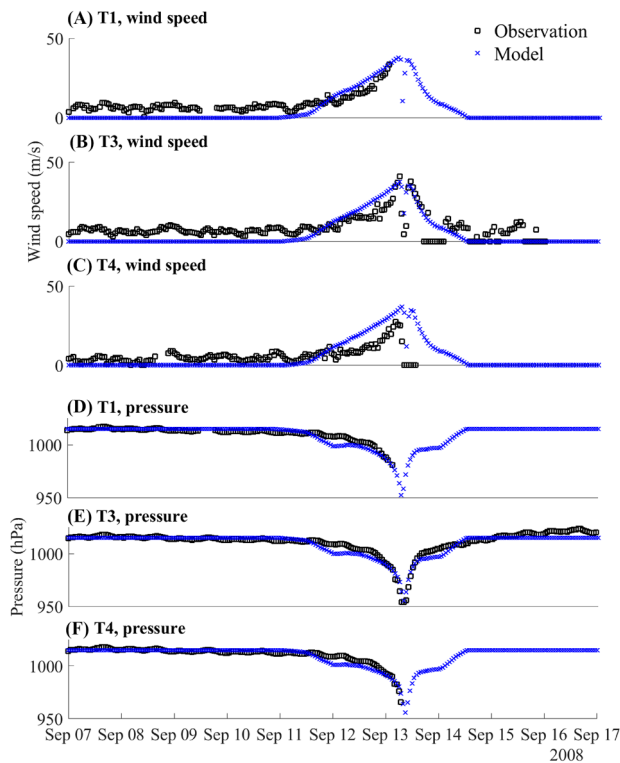 (A) T1, wind speed
50
0
Observation
Model
(B) T3, wind speed
50
0
Wind speed (m/s)
(C) T4, wind speed
50
0
(D) T1, pressure
1000
950
(E) T3, pressure
1000
950
Pressure (hPa)
(F) T4, pressure
1000
950
Sep 07 Sep 08 Sep 09 Sep 10 Sep 11 Sep 12 Sep 13 Sep 14 Sep 15 Sep 16 Sep 17
2008